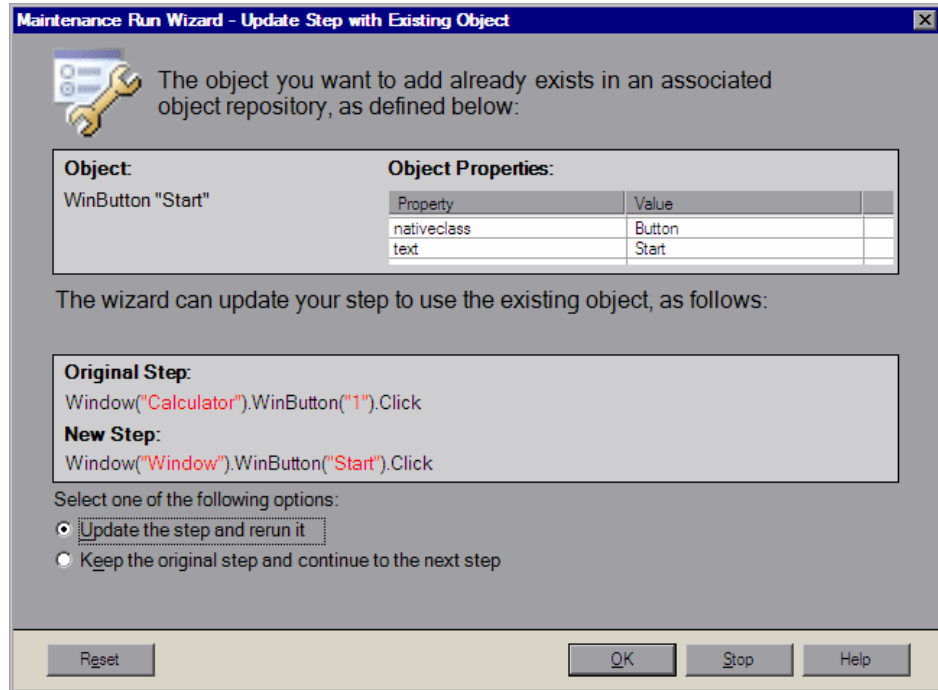 Maintenance Run Wizard - Update Step with Existing Object
The object you want to add already exists in an associated
object repository, as defined below:
Object:
WinButton "Start"
Object Properties:
Property Value
nativeclass Button
text Start
The wizard can update your step to use the existing object, as follows:
Original Step:
Window("Calculator").WinButton("1").Click
New Step:
Window("Window").WinButton("Start").Click
Select one of the following options:
Update the step and rerun it
Keep the original step and continue to the next step
Reset OK Stop Help